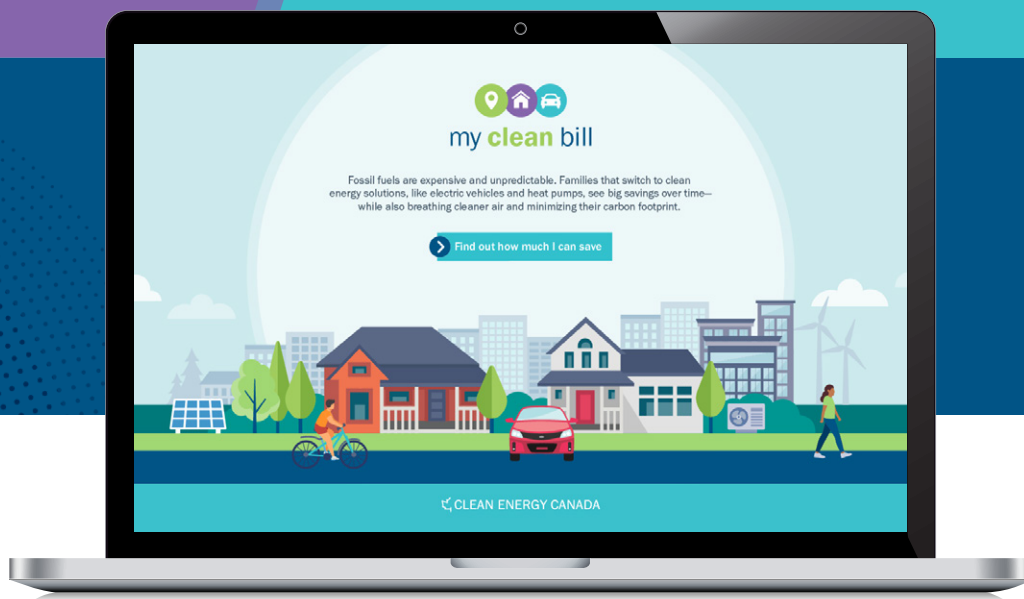 my clean bill
Fossil fuels are expensive and unpredictable. Families that switch to clean
energy solutions, like electric vehicles and heat pumps, see big savings over time—
while also breathing cleaner air and minimizing their carbon footprint.
Find out how much I can save
CLEAN ENERGY CANADA